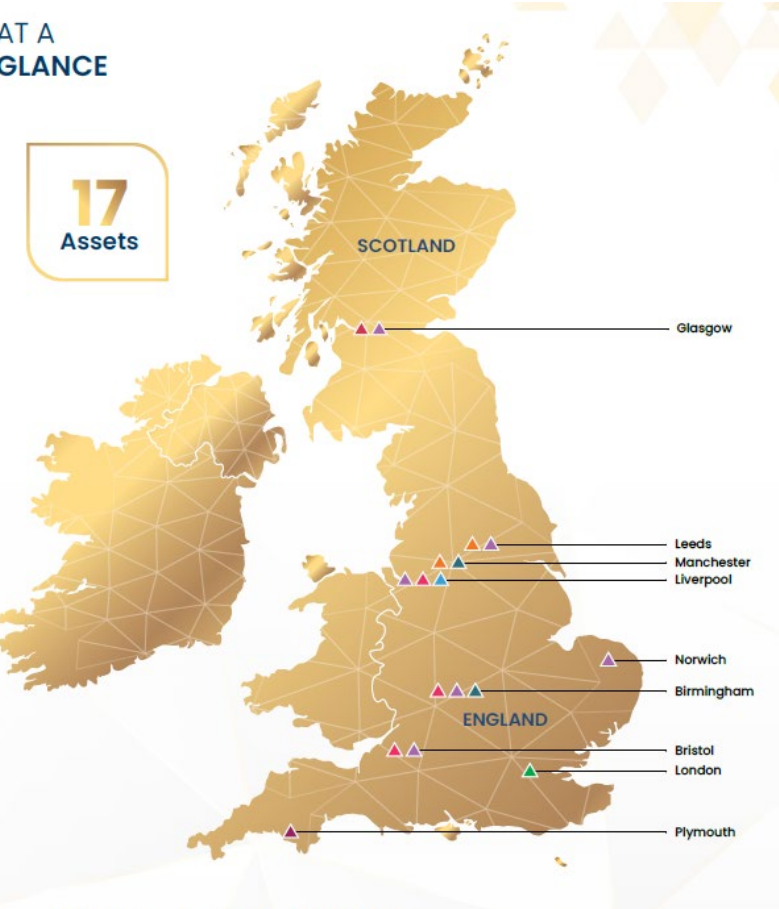 AT A
GLANCE
17
Assets
SCOTLAND
Glasgow
Leeds
Manchester
Liverpool
Norwich
Birmingham
ENGLAND
Bristol
London
Plymouth